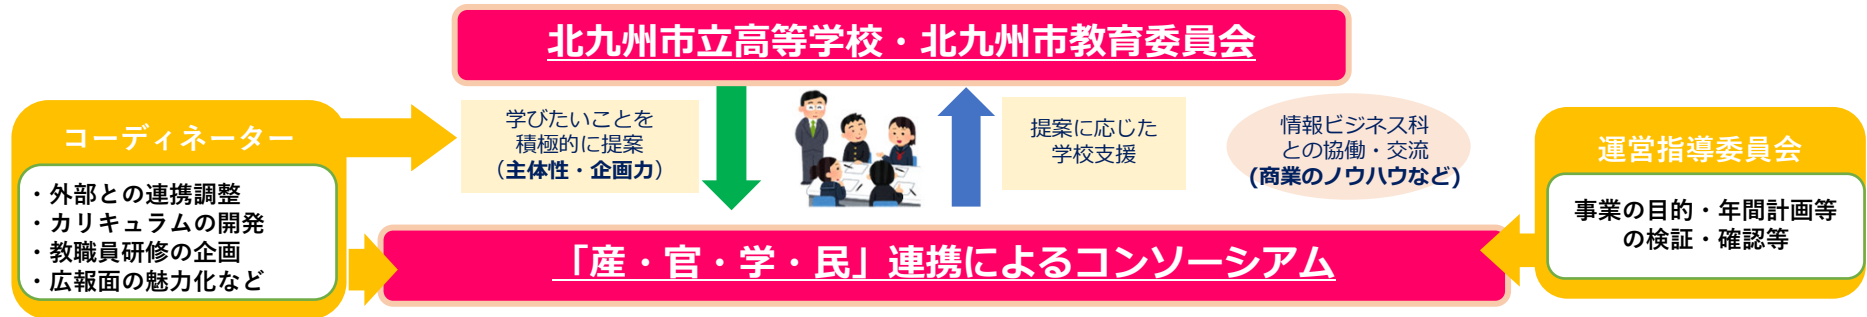 北九州市立高等学校・北九州市教育委員会
コーディネーター
・外部との連携調整
・カリキュラムの開発
・教職員研修の企画
・広報面の魅力化など
学びたいことを
積極的に提案
（主体性・企画力）
提案に応じた
学校支援
情報ビジネス科
との協働・交流
(商業のノウハウなど)
運営指導委員会
事業の目的・年間計画等
の検証・確認等
「産・官・学・民」連携によるコンソーシアム